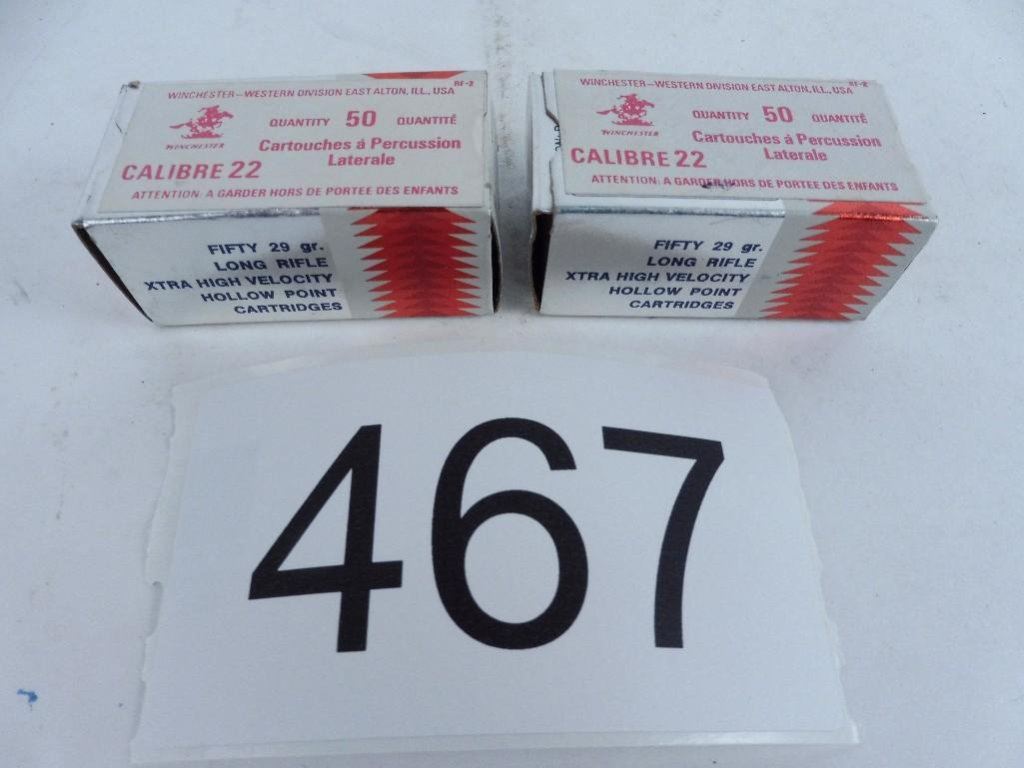 WINCHESTER-WESTERN DIVISION EAST ALTON, ILL., USA
RF-2
QUANTITY 50 QUANTITÉ
WINCHESTER
Cartouches á Percussion
Laterale
CALIBRE 22
ATTENTION: A GARDER HORS DE PORTEE DES ENFANTS
FIFTY 29 gr.
LONG RIFLE
XTRA HIGH VELOCITY
HOLLOW POINT
CARTRIDGES
WINCHESTER-WESTERN DIVISION EAST ALTON, ILL., USA
RF-2
QUANTITY 50 QUANTITÉ
WINCHESTER
Cartouches á Percussion
Laterale
CALIBRE 22
ATTENTION: A GARDER HORS DE PORTEE DES ENFANTS
FIFTY 29 gr.
LONG RIFLE
XTRA HIGH VELOCITY
HOLLOW POINT
CARTRIDGES
467